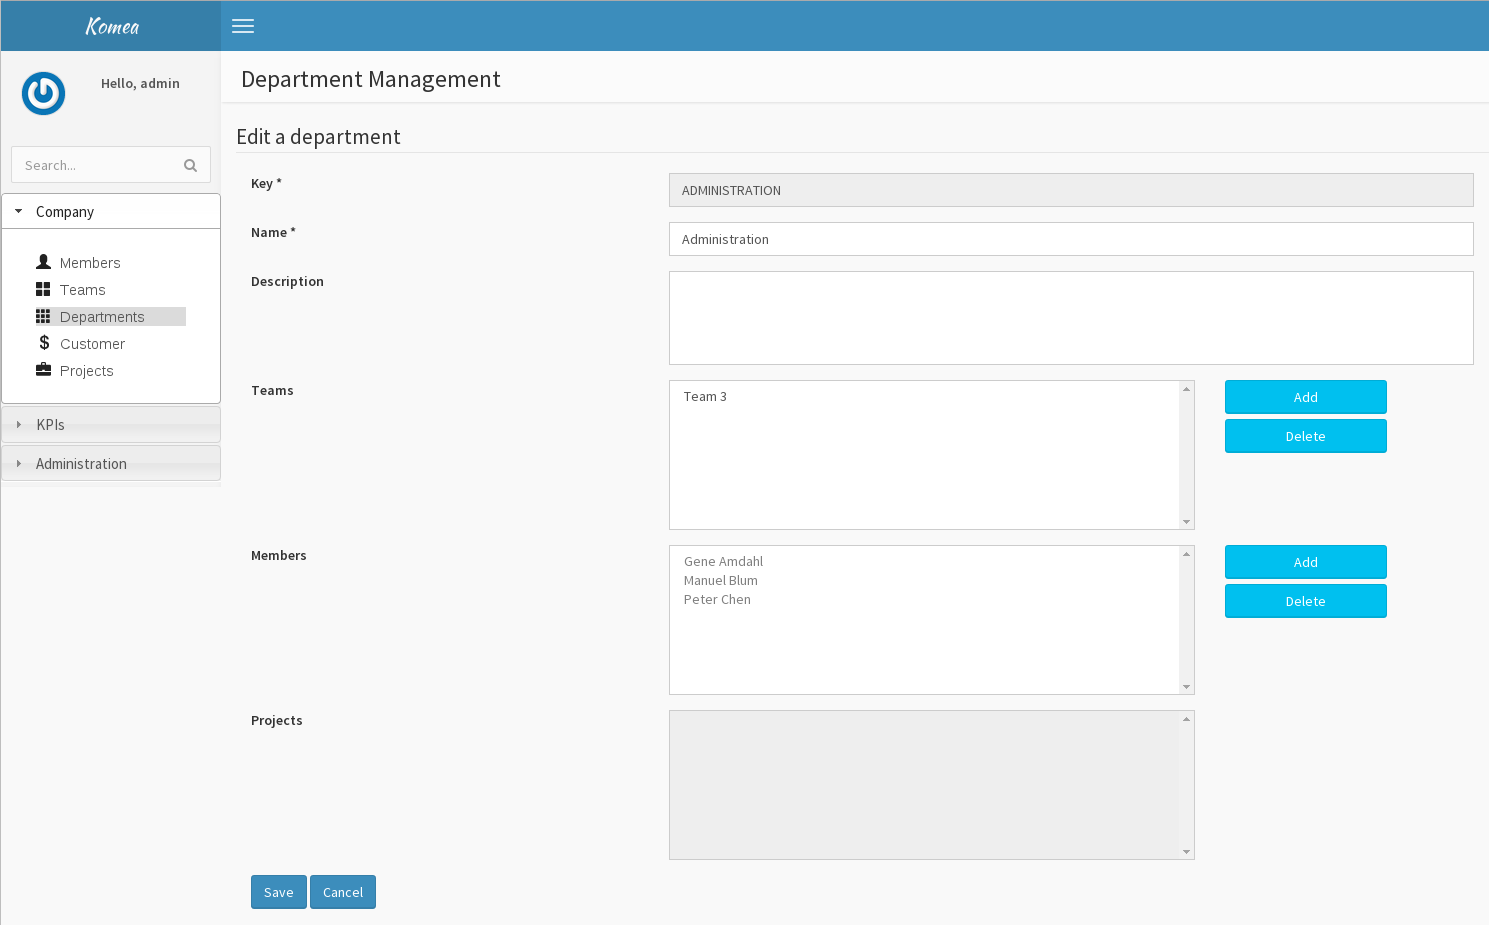 Komea
Hello, admin
Search...
Company
Members
Teams
Departments
Customer
Projects
KPIs
Administration
Department Management
Edit a department
Key *
ADMINISTRATION
Name *
Administration
Description
Teams
Team 3
Add
Delete
Members
Gene Amdahl
Manuel Blum
Peter Chen
Add
Delete
Projects
Save
Cancel